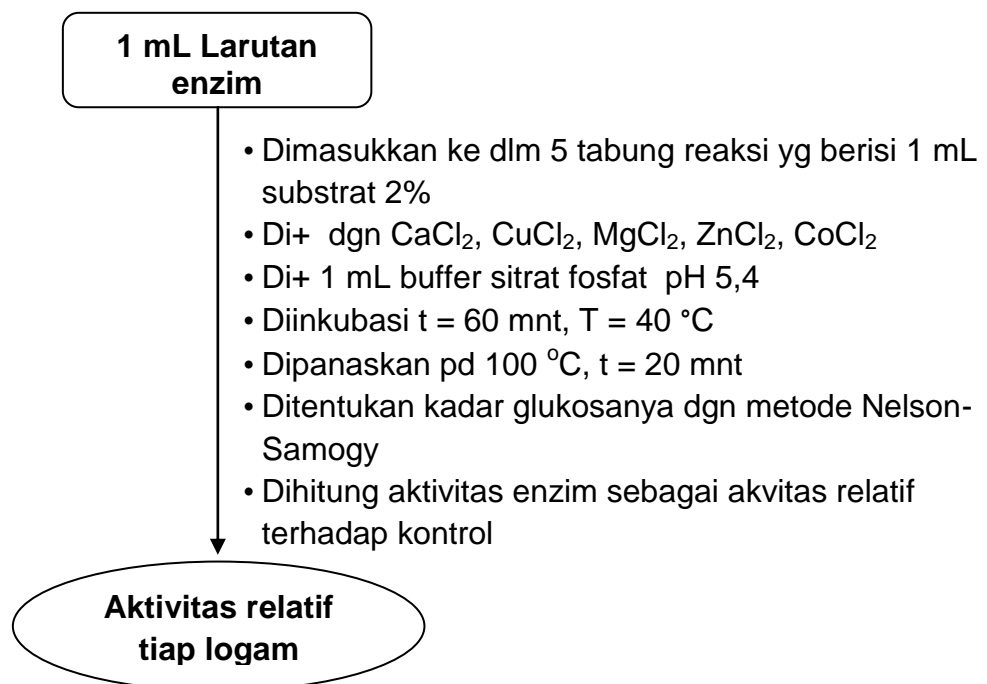 1 mL Larutan
enzim
• Dimasukkan ke dlm 5 tabung reaksi yg berisi 1 mL
substrat 2%
• Di+ dgn CaCl₂, CuCl₂, MgCl₂, ZnCl₂, CoCl₂
• Di+ 1 mL buffer sitrat fosfat pH 5,4
• Diinkubasi t = 60 mnt, T = 40 °C
• Dipanaskan pd 100 °C, t = 20 mnt
• Ditentukan kadar glukosanya dgn metode Nelson-
Samogy
• Dihitung aktivitas enzim sebagai akvitas relatif
terhadap kontrol
Aktivitas relatif
tiap logam